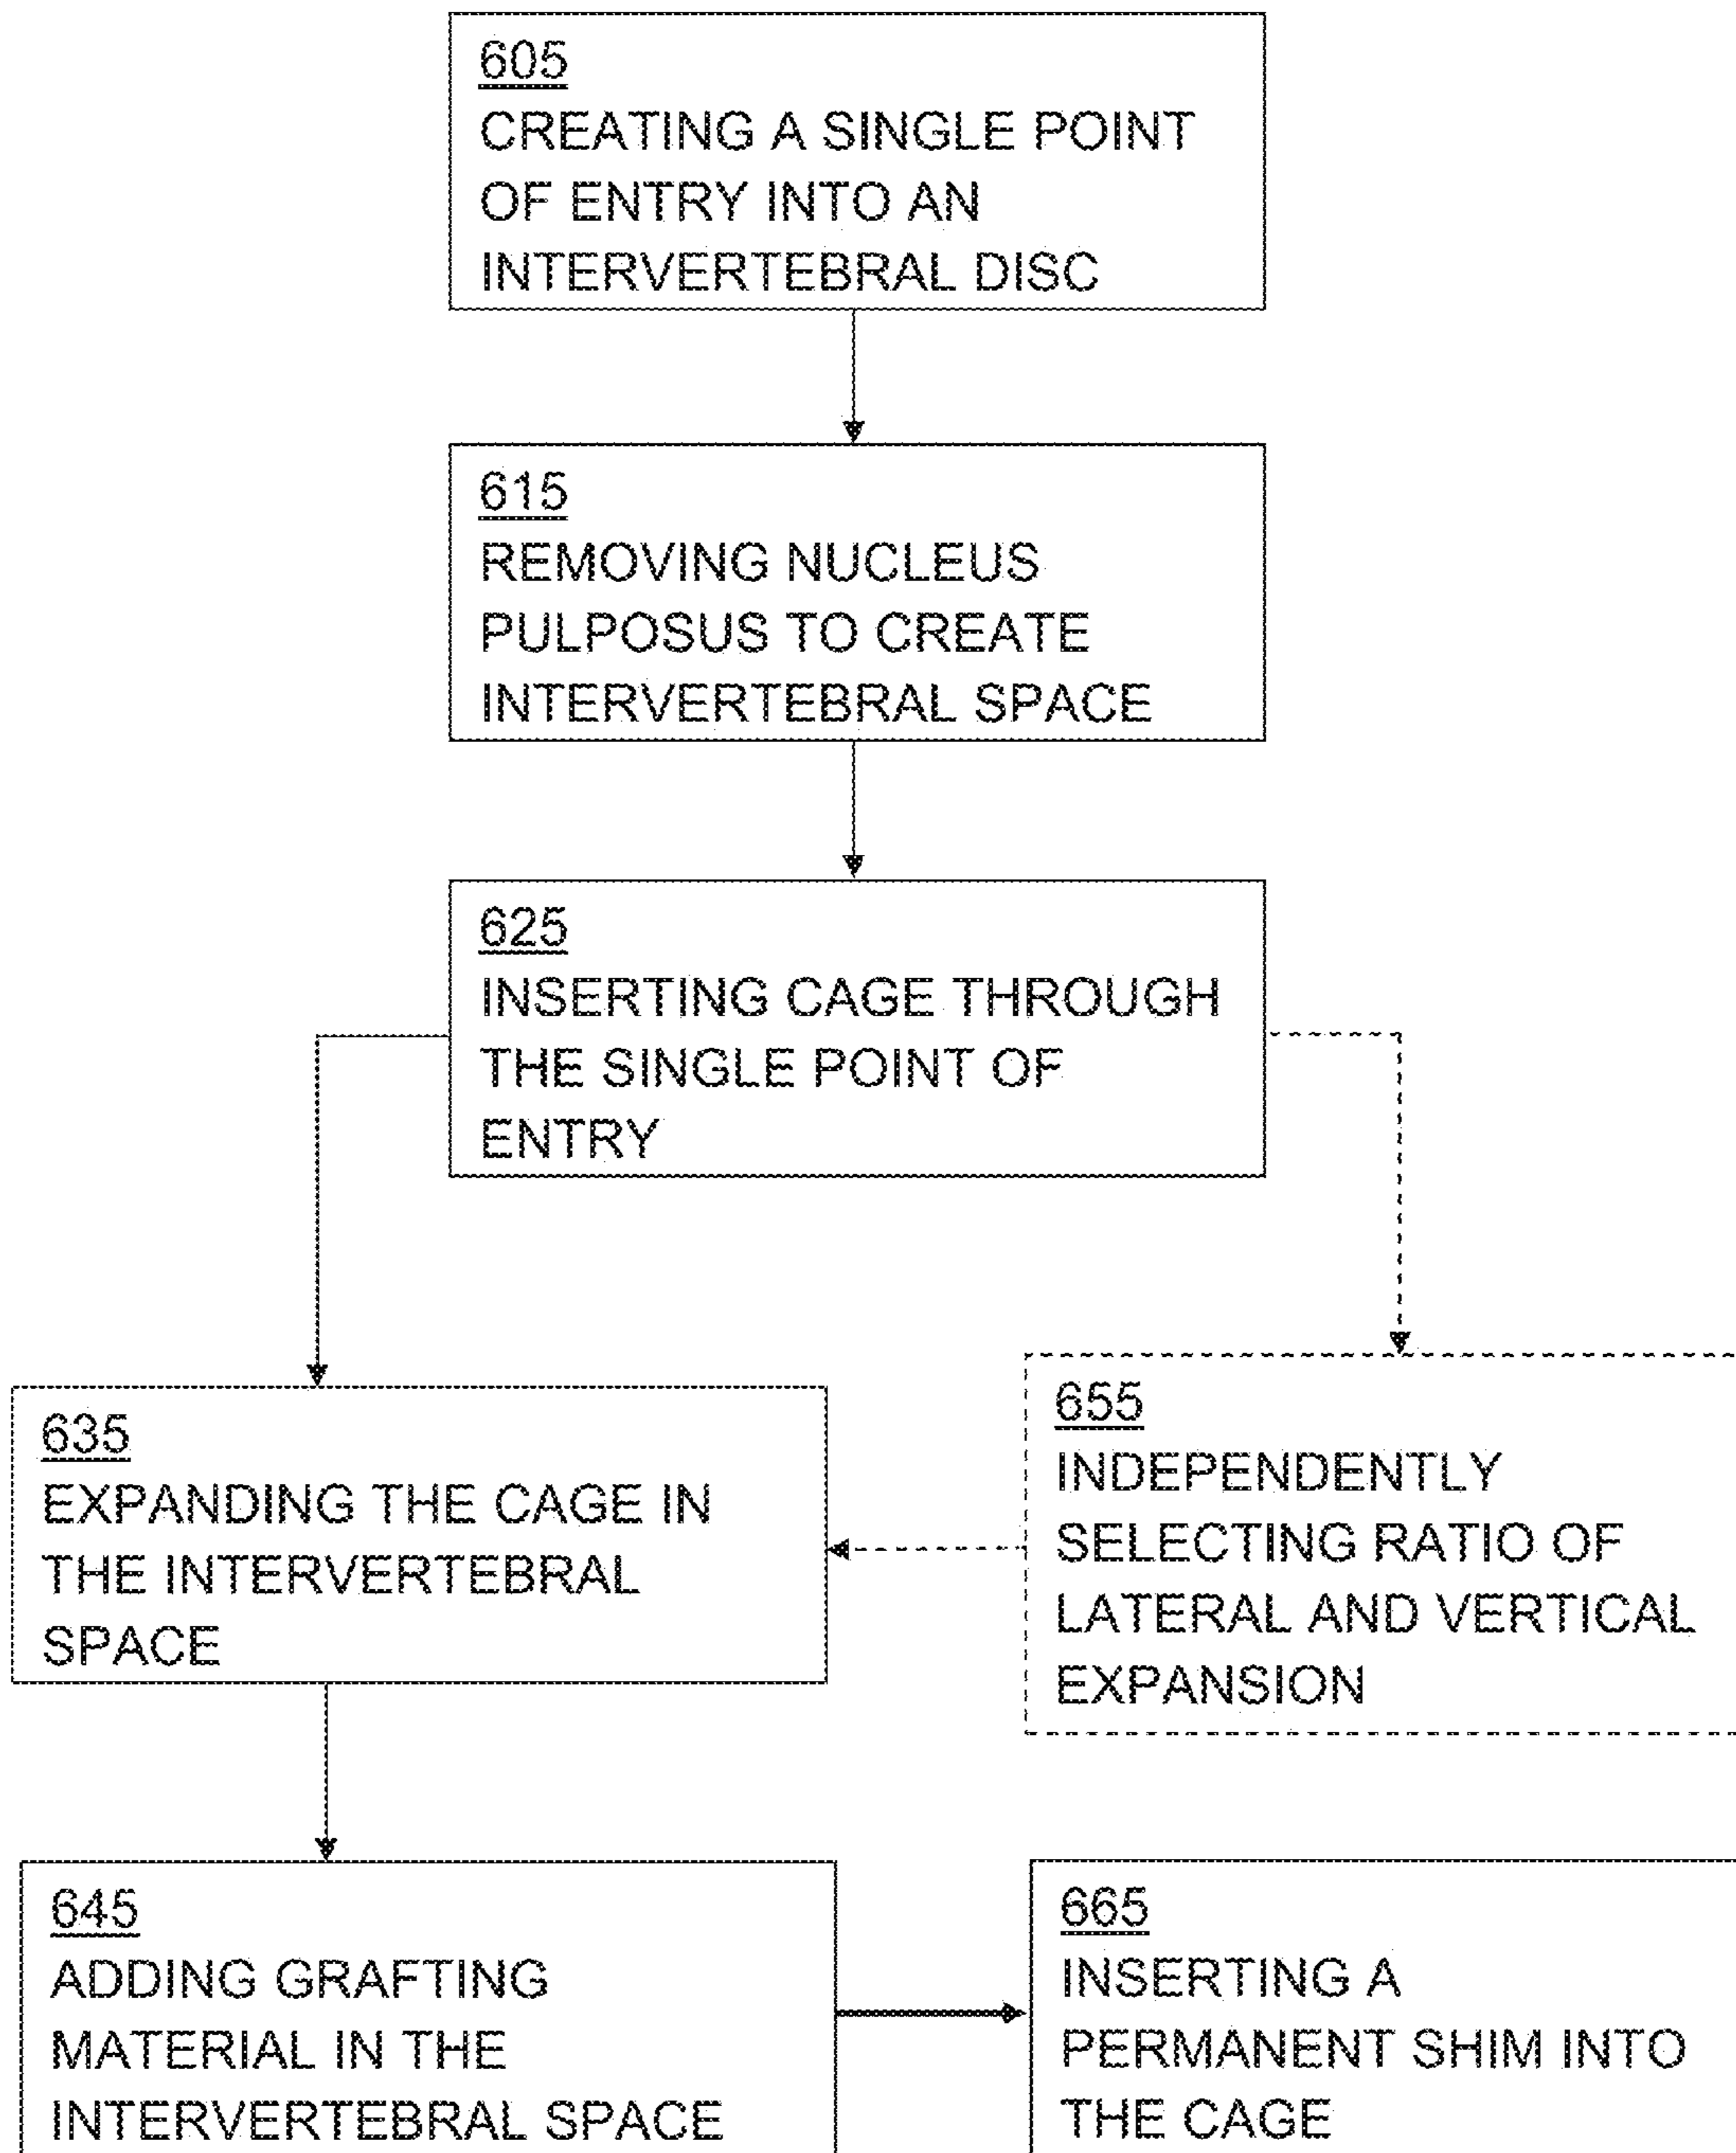 605
CREATING A SINGLE POINT
OF ENTRY INTO AN
INTERVERTEBRAL DISC
615
REMOVING NUCLEUS
PULPOSUS TO CREATE
INTERVERTEBRAL SPACE
625
INSERTING CAGE THROUGH
THE SINGLE POINT OF
ENTRY
635
EXPANDING THE CAGE IN
THE INTERVERTEBRAL
SPACE
655
INDEPENDENTLY
SELECTING RATIO OF
LATERAL AND VERTICAL
EXPANSION
645
ADDING GRAFTING
MATERIAL IN THE
INTERVERTEBRAL SPACE
665
INSERTING A
PERMANENT SHIM INTO
THE CAGE